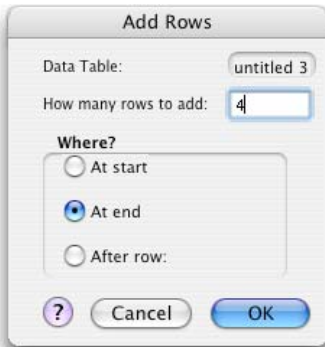 Add Rows
Data Table: untitled 3
How many rows to add: 4
Where?
At start
At end
After row:
? Cancel OK